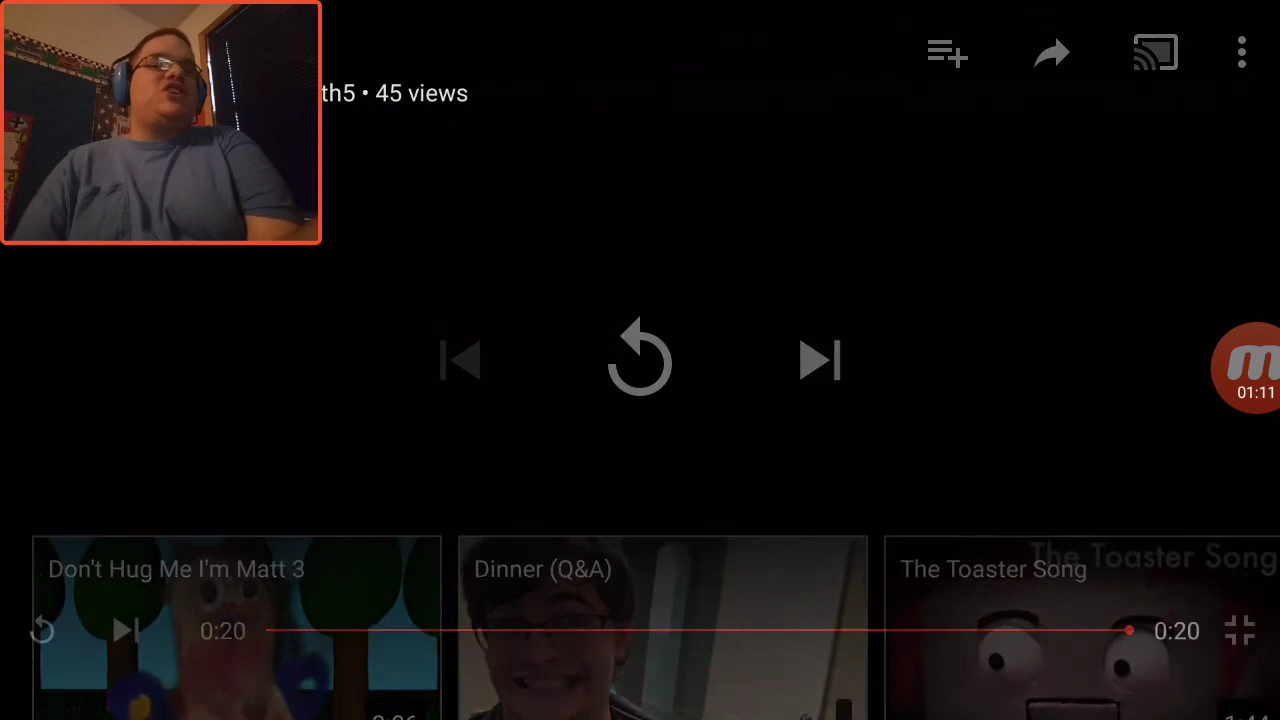 th5 • 45 views
m
01:11
Don't Hug Me I'm Matt 3
Dinner (Q&A)
The Toaster Song
The Toaster Song
0:20
0:20